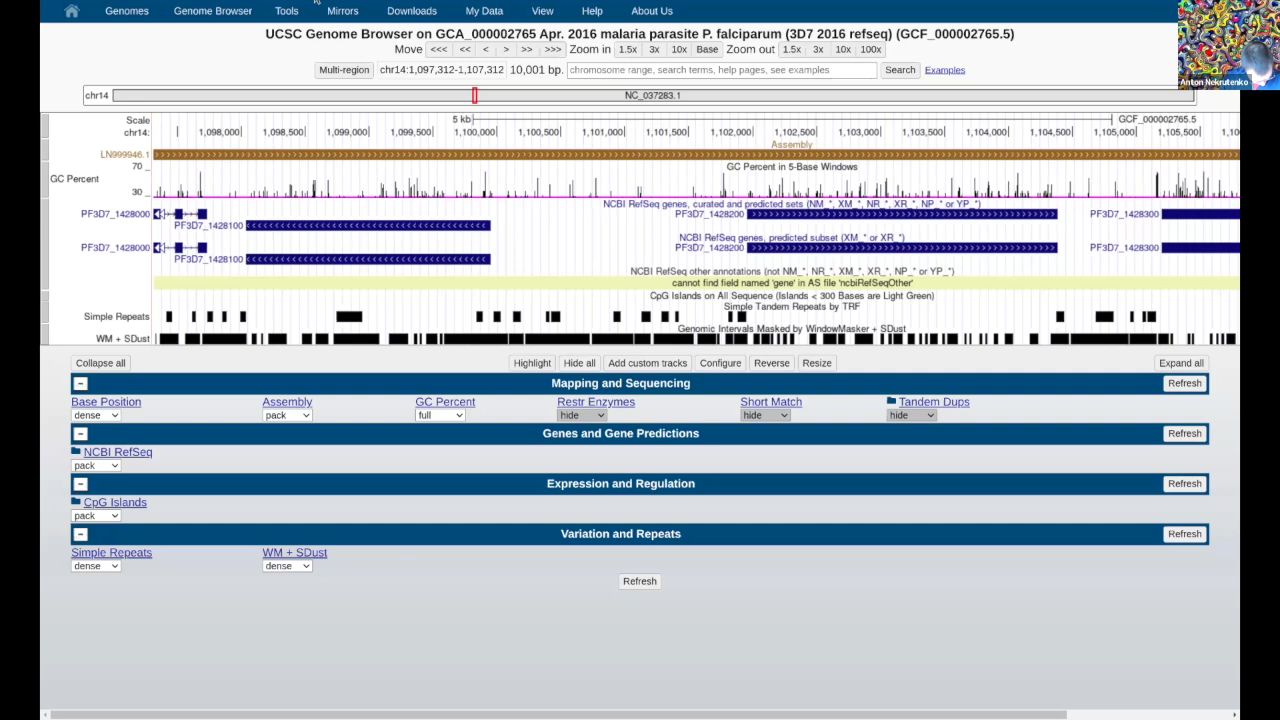 Genomes Genome Browser Tools Mirrors Downloads My Data View Help About Us
UCSC Genome Browser on GCA_000002765 Apr. 2016 malaria parasite P. falciparum (3D7 2016 refseq) (GCF_000002765.5)
Move <<< << < > >> >>> Zoom in 1.5x 3x 10x Base Zoom out 1.5x 3x 10x 100x
Multi-region chr14:1,097,312-1,107,312 10,001 bp. chromosome range, search terms, help pages, see examples Search Examples
Anton Nekrutenko
chr14 NC_037283.1
Scale 5 kb GCF_000002765.5
chr14: 1,098,000 1,098,500 1,099,000 1,099,500 1,100,000 1,100,500 1,101,000 1,101,500 1,102,000 1,102,500 1,103,000 1,103,500 1,104,000 1,104,500 1,105,000 1,105,500 1,10
Assembly
LN999946.1
70 GC Percent in 5-Base Windows
GC Percent
30
NCBI RefSeq genes, curated and predicted sets (NM_*, XM_*, NR_*, XR_*, NP_* or YP_*)
PF3D7_1428000 PF3D7_1428200 PF3D7_1428300
PF3D7_1428100
NCBI RefSeq genes, predicted subset (XM_* or XR_*)
PF3D7_1428000 PF3D7_1428200 PF3D7_1428300
PF3D7_1428100
NCBI RefSeq other annotations (not NM_*, NR_*, XM_*, XR_*, NP_* or YP_*)
cannot find field named 'gene' in AS file 'ncbiRefSeqOther'
CpG Islands on All Sequence (Islands < 300 Bases are Light Green)
Simple Tandem Repeats by TRF
Simple Repeats
Genomic Intervals Masked by WindowMasker + SDust
WM + SDust
Collapse all Highlight Hide all Add custom tracks Configure Reverse Resize Expand all
- Mapping and Sequencing Refresh
Base Position Assembly GC Percent Restr Enzymes Short Match Tandem Dups
dense pack full hide hide hide
- Genes and Gene Predictions Refresh
NCBI RefSeq
pack
- Expression and Regulation Refresh
CpG Islands
pack
- Variation and Repeats Refresh
Simple Repeats WM + SDust
dense dense
Refresh